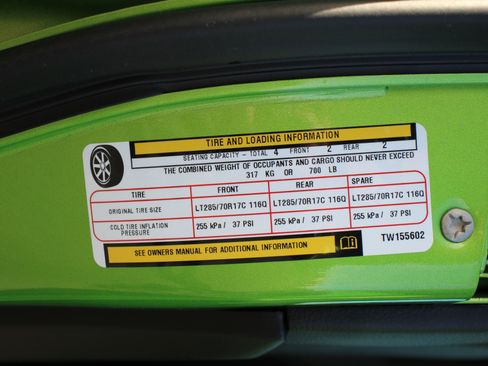 TIRE AND LOADING INFORMATION
SEATING CAPACITY - TOTAL 4 FRONT 2 REAR 2
THE COMBINED WEIGHT OF OCCUPANTS AND CARGO SHOULD NEVER EXCEED
317 KG OR 700 LB
TIRE FRONT REAR SPARE
ORIGINAL TIRE SIZE LT285/70R17C 116Q LT285/70R17C 116Q LT285/70R17C 116Q
COLD TIRE INFLATION PRESSURE 255 kPa / 37 PSI 255 kPa / 37 PSI 255 kPa / 37 PSI
SEE OWNERS MANUAL FOR ADDITIONAL INFORMATION
TW155602